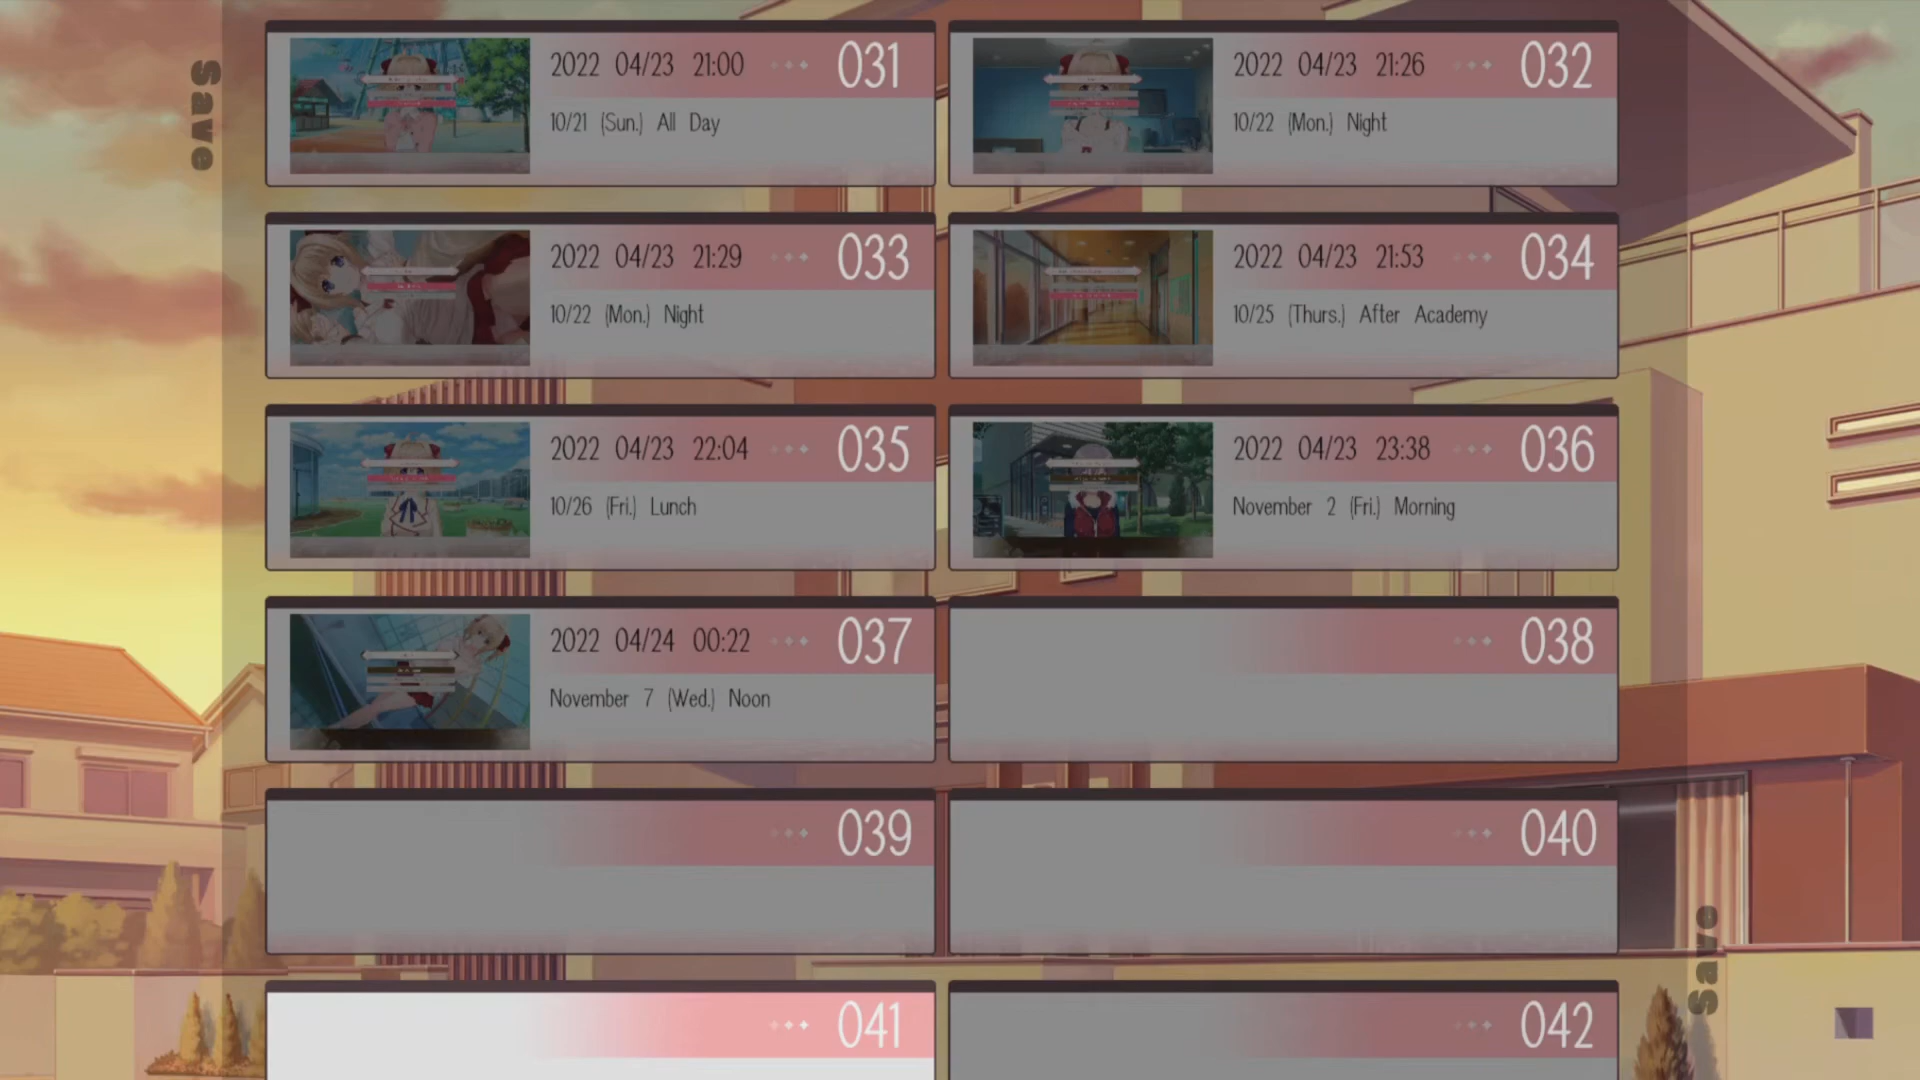 Save
2022 04/23 21:00
031
10/21 (Sun.) All Day
2022 04/23 21:26
032
10/22 (Mon.) Night
2022 04/23 21:29
033
10/22 (Mon.) Night
2022 04/23 21:53
034
10/25 (Thurs.) After Academy
2022 04/23 22:04
035
10/26 (Fri.) Lunch
2022 04/23 23:38
036
November 2 (Fri.) Morning
2022 04/24 00:22
037
November 7 (Wed.) Noon
038
039
040
041
042
Save